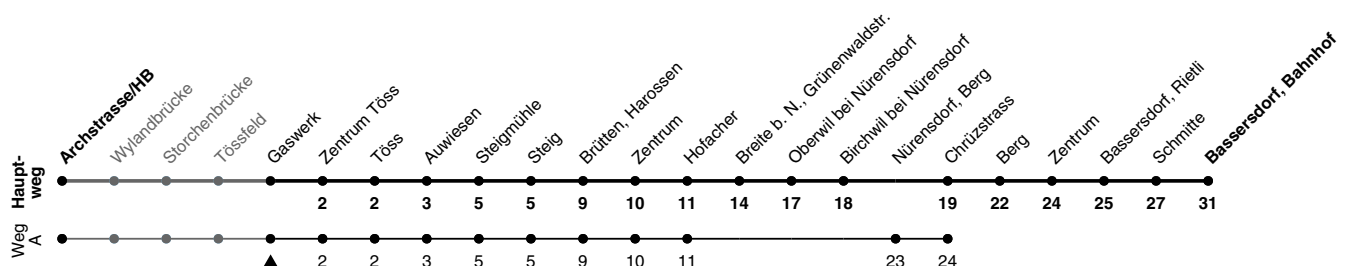 Archstrasse/HB
Wylandbrücke
Storchenbrücke
Tössfeld
Gaswerk
Zentrum Töss
Töss
Auwiesen
Steigmühle
Steig
Brütten, Harossen
Zentrum
Hofacher
Breite b. N., Grünenwaldstr.
Oberwil bei Nürensdorf
Birchwil bei Nürensdorf
Nürensdorf, Berg
Chrüzstrass
Berg
Zentrum
Bassersdorf, Rietli
Schmitte
Bassersdorf, Bahnhof
Haupt-
weg
2 2 3 5 5 9 10 11 14 17 18 19 22 24 25 27 31
Weg
A
2 2 3 5 5 9 10 11 23 24